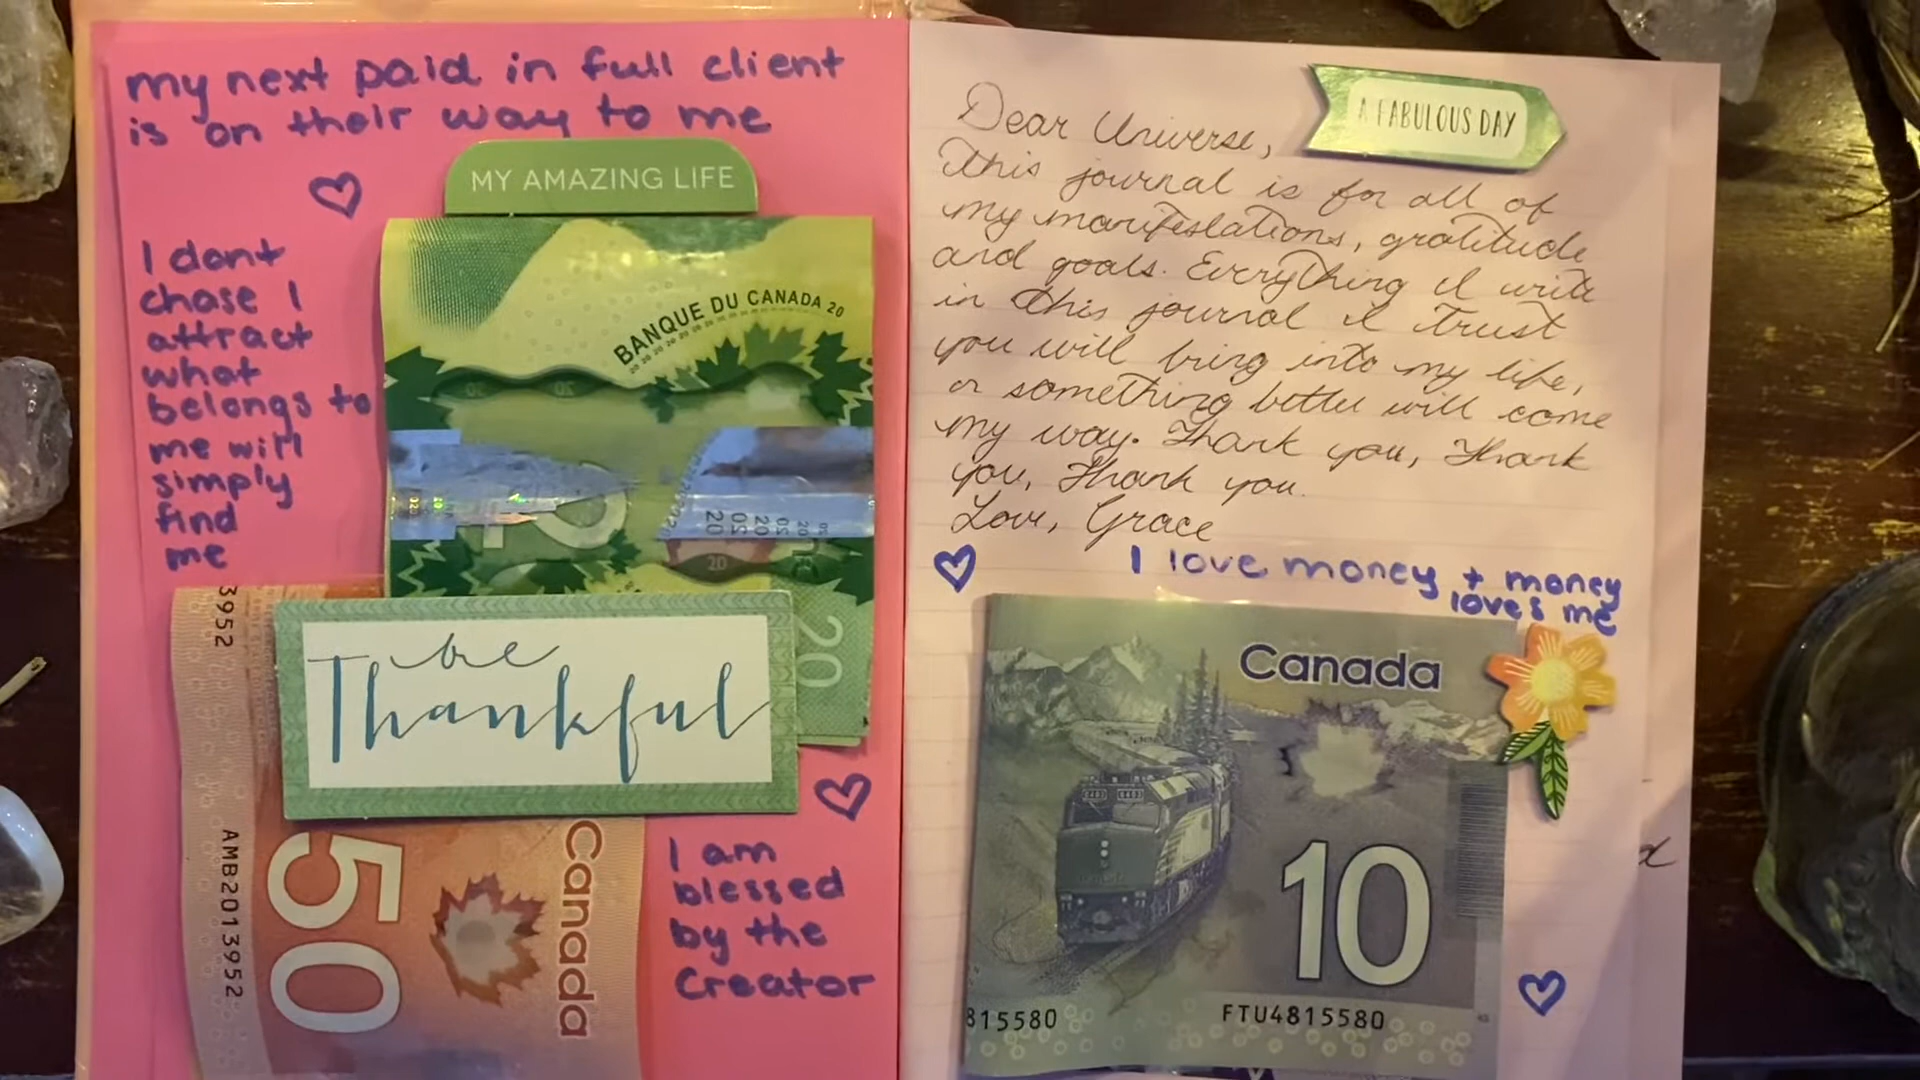 my next paid in full client
is on their way to me
MY AMAZING LIFE
I dont
chase I
attract
what
belongs to
me will
simply
find
me
BANQUE DU CANADA 20
20
20
be
Thankful
3952
AMB2013952
50
Canada
I am
blessed
by the
Creator
A FABULOUS DAY
Dear Universe,
This journal is for all of
my manifestations, gratitude
and goals. Everything I write
in this journal I trust
you will bring into my life,
or something better will come
my way. Thank you, Thank
you, Thank you.
Love, Grace
I love money + money
loves me
Canada
6403 6403
10
815580
FTU4815580